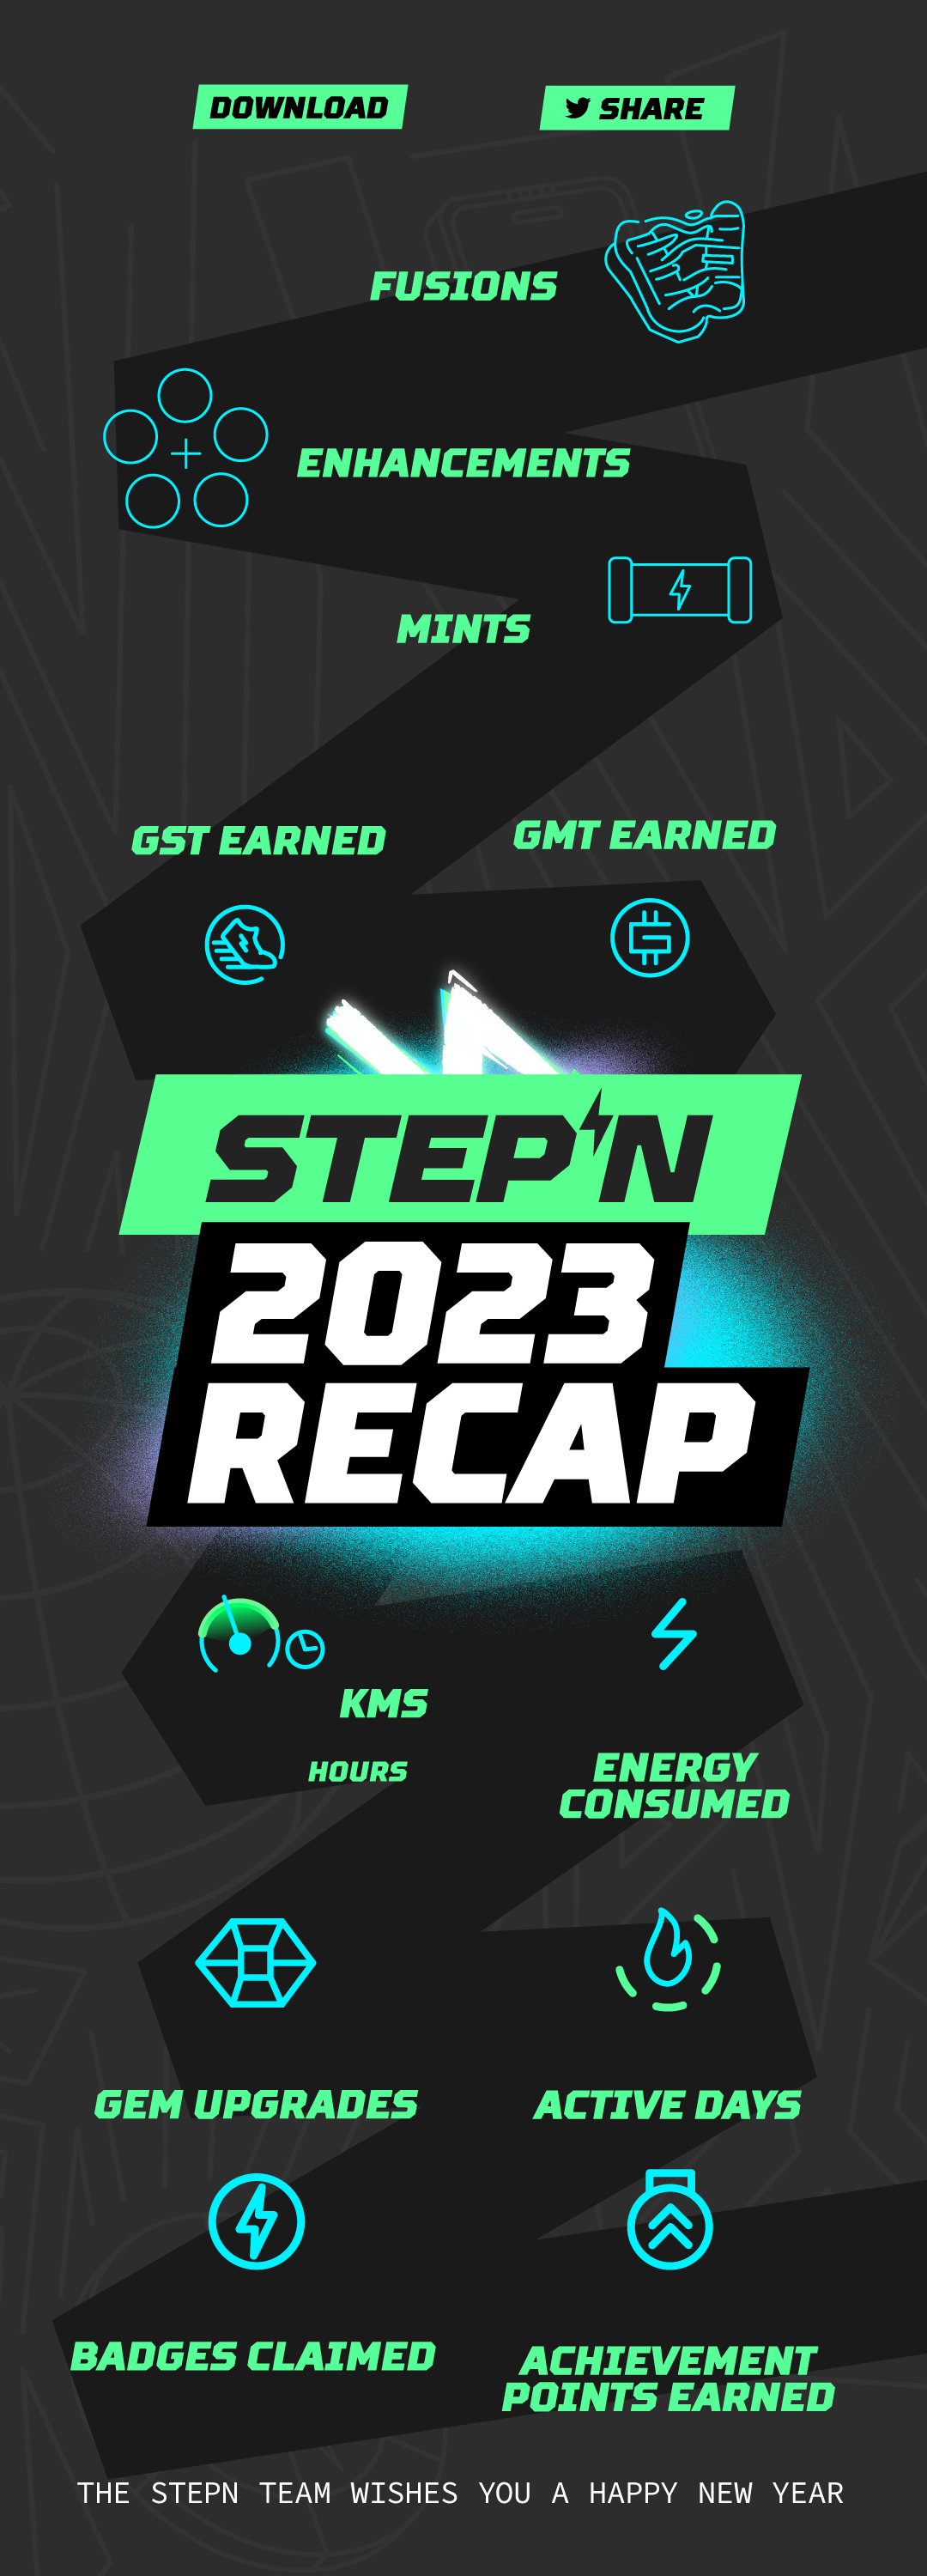 DOWNLOAD
SHARE
FUSIONS
ENHANCEMENTS
MINTS
GST EARNED
GMT EARNED
STEP'N
2023
RECAP
KMS
HOURS
ENERGY
CONSUMED
GEM UPGRADES
ACTIVE DAYS
BADGES CLAIMED
ACHIEVEMENT
POINTS EARNED
THE STEPN TEAM WISHES YOU A HAPPY NEW YEAR